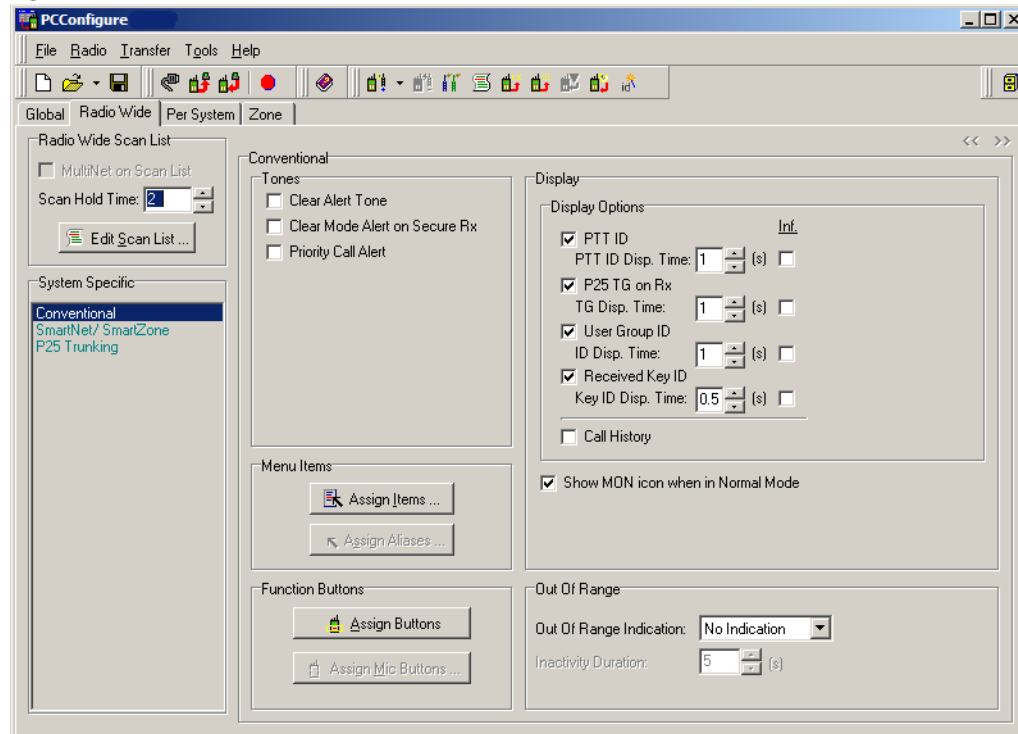 PCConfigure
File Radio Transfer Tools Help
Global Radio Wide Per System Zone
Radio Wide Scan List
MultiNet on Scan List
Scan Hold Time: 2
Edit Scan List ...
System Specific
Conventional
SmartNet/ SmartZone
P25 Trunking
<< >>
Conventional
Tones
Clear Alert Tone
Clear Mode Alert on Secure Rx
Priority Call Alert
Menu Items
Assign Items ...
Assign Aliases ...
Function Buttons
Assign Buttons
Assign Mic Buttons ...
Display
Display Options
Inf.
PTT ID
PTT ID Disp. Time: 1 (s)
P25 TG on Rx
TG Disp. Time: 1 (s)
User Group ID
ID Disp. Time: 1 (s)
Received Key ID
Key ID Disp. Time: 0.5 (s)
Call History
Show MON icon when in Normal Mode
Out Of Range
Out Of Range Indication: No Indication
Inactivity Duration: 5 (s)